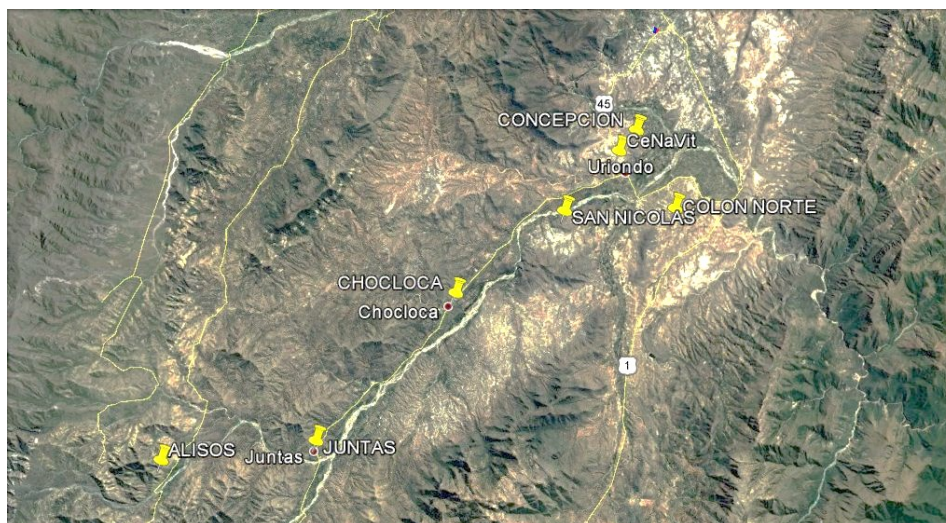 45
CONCEPCION
CeNaVit
Uriondo
SAN NICOLAS
COLON NORTE
CHOCLOCA
Chocloca
1
ALISOS
Juntas
JUNTAS